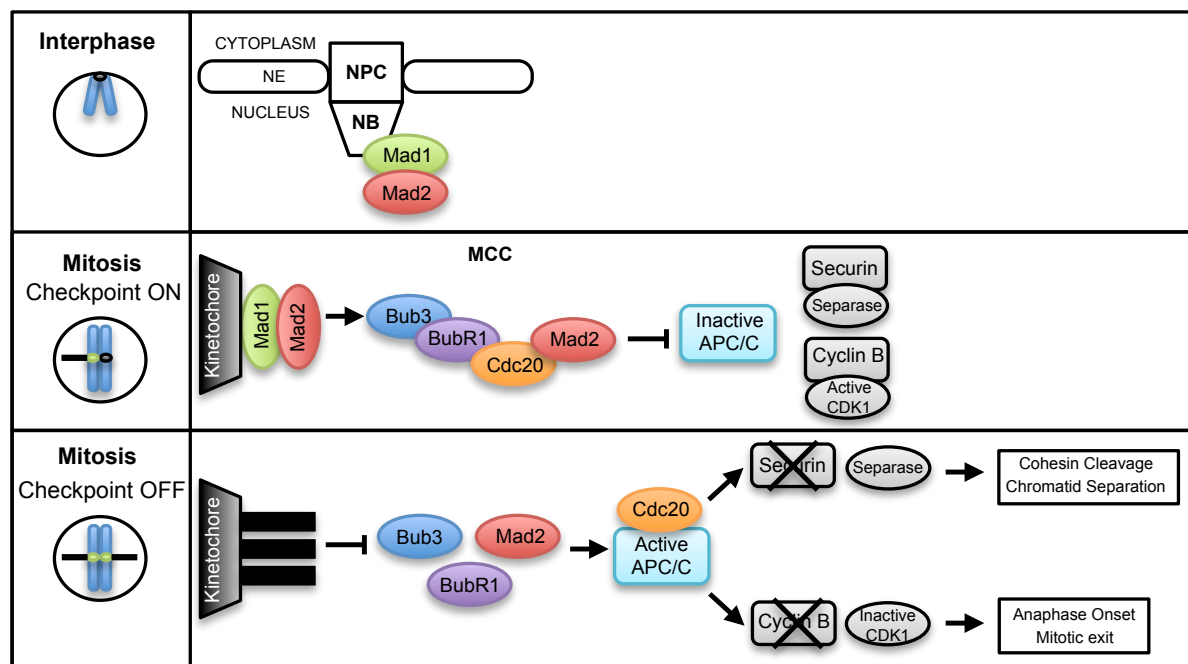 Interphase
CYTOPLASM
NE
NPC
NUCLEUS
NB
Mad1
Mad2
Mitosis
Checkpoint ON
Kinetochore
Mad1
Mad2
MCC
Bub3
BubR1
Cdc20
Mad2
Inactive
APC/C
Securin
Separase
Cyclin B
Active
CDK1
Mitosis
Checkpoint OFF
Kinetochore
Bub3
Mad2
BubR1
Cdc20
Active
APC/C
Securin
Separase
Cohesin Cleavage
Chromatid Separation
Cyclin B
Inactive
CDK1
Anaphase Onset
Mitotic exit